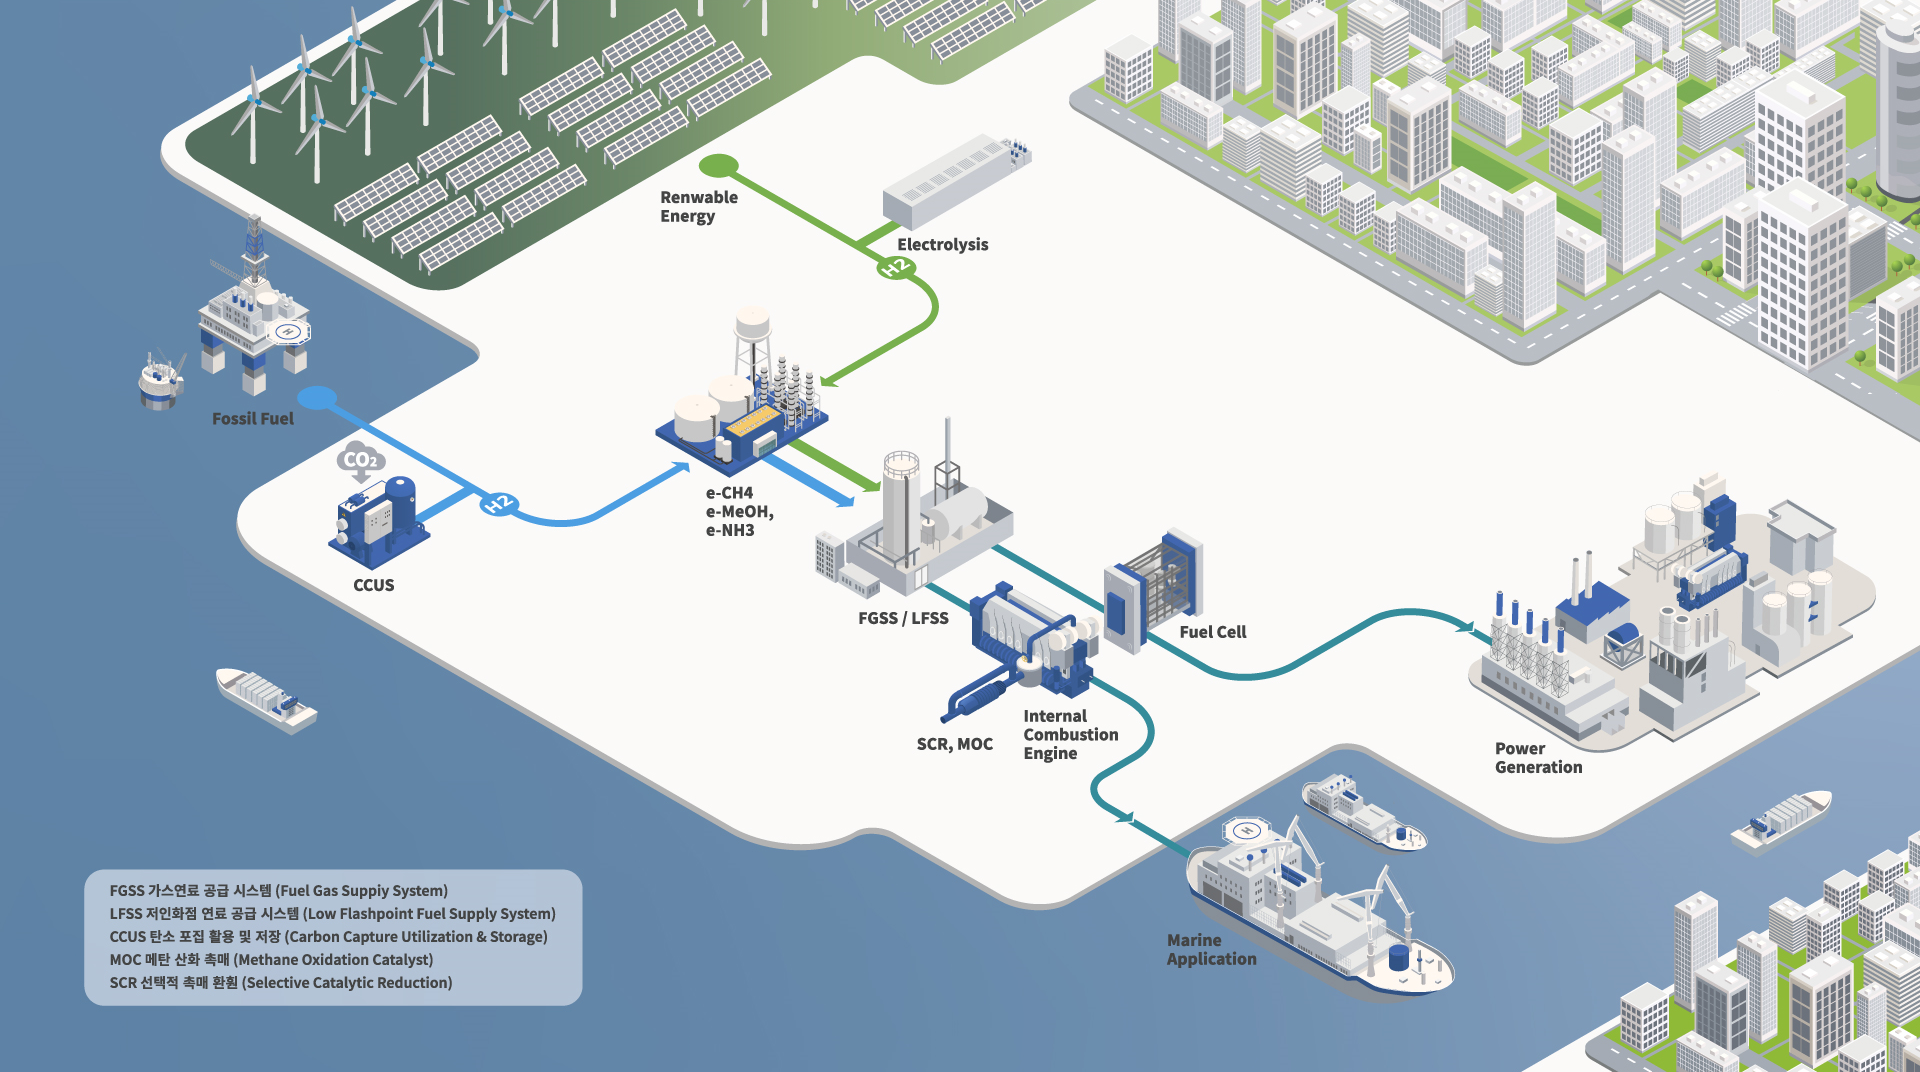 Renwable
Energy
Electrolysis
H2
H
Fossil Fuel
CO₂
H2
CCUS
e-CH4
e-MeOH,
e-NH3
FGSS / LFSS
Fuel Cell
SCR, MOC
Internal
Combustion
Engine
Power
Generation
H
Marine
Application
FGSS 가스연료 공급 시스템 (Fuel Gas Suppiy System)
LFSS 저인화점 연료 공급 시스템 (Low Flashpoint Fuel Supply System)
CCUS 탄소 포집 활용 및 저장 (Carbon Capture Utilization & Storage)
MOC 메탄 산화 촉매 (Methane Oxidation Catalyst)
SCR 선택적 촉매 환훤 (Selective Catalytic Reduction)